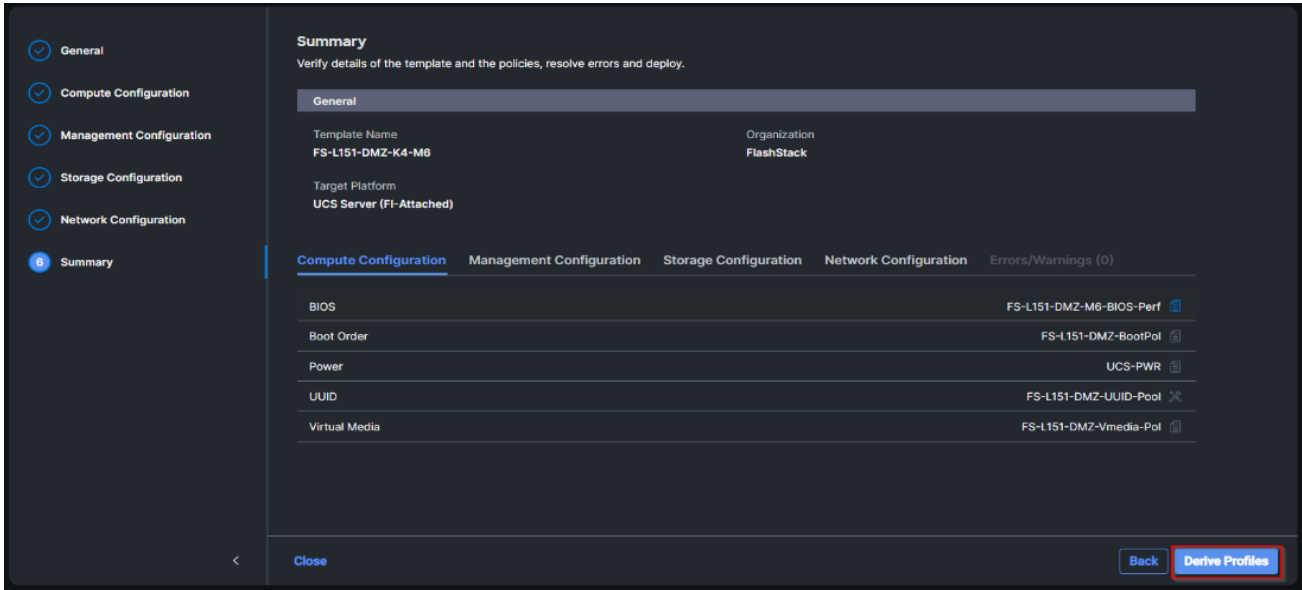 General
Compute Configuration
Management Configuration
Storage Configuration
Network Configuration
6 Summary
Summary
Verify details of the template and the policies, resolve errors and deploy.
General
Template Name
FS-L151-DMZ-K4-M6
Organization
FlashStack
Target Platform
UCS Server (FI-Attached)
Compute Configuration Management Configuration Storage Configuration Network Configuration Errors/Warnings (0)
BIOS FS-L151-DMZ-M6-BIOS-Perf
Boot Order FS-L151-DMZ-BootPol
Power UCS-PWR
UUID FS-L151-DMZ-UUID-Pool
Virtual Media FS-L151-DMZ-Vmedia-Pol
Close Back Derive Profiles